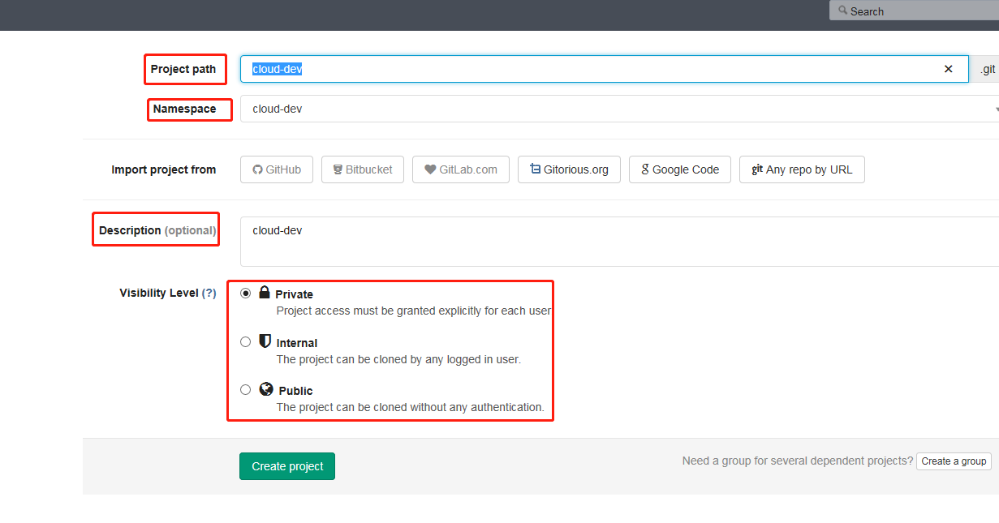 Search
Project path cloud-dev .git
Namespace cloud-dev
Import project from GitHub Bitbucket GitLab.com Gitorious.org Google Code git Any repo by URL
Description (optional) cloud-dev
Visibility Level (?) Private
Project access must be granted explicitly for each user
Internal
The project can be cloned by any logged in user.
Public
The project can be cloned without any authentication.
Create project Need a group for several dependent projects? Create a group